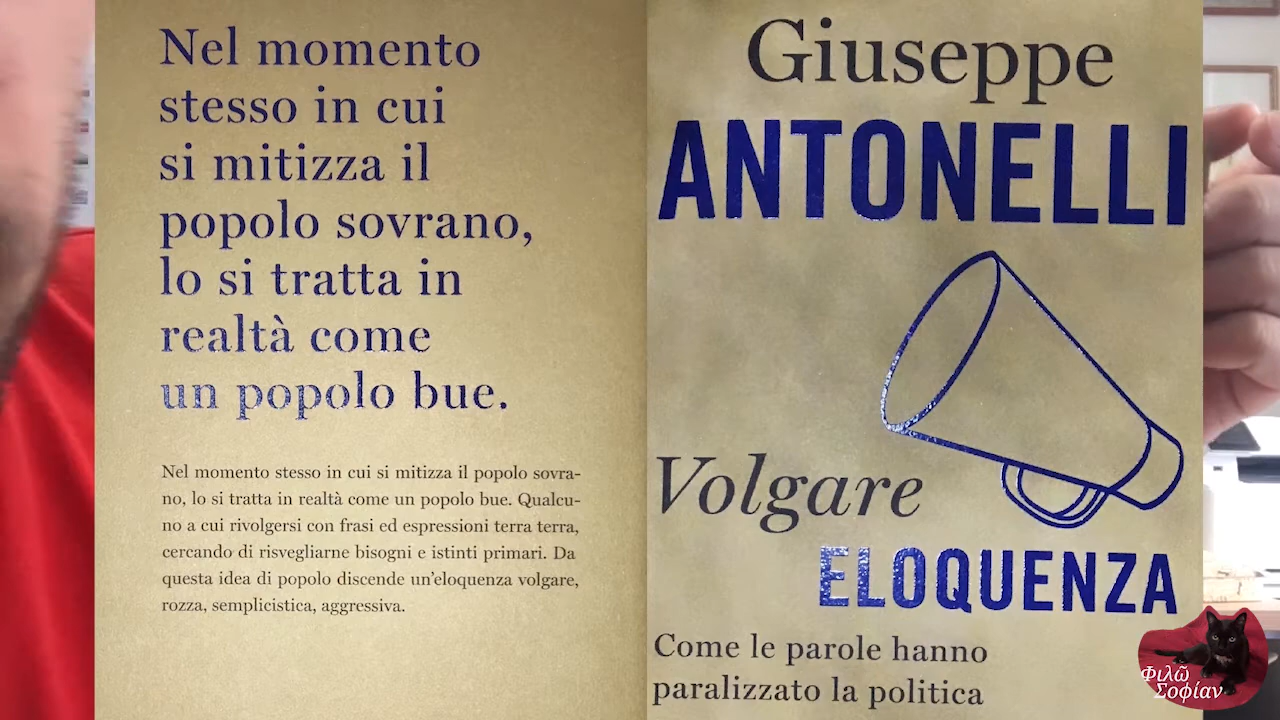 Nel momento
stesso in cui
si mitizza il
popolo sovrano,
lo si tratta in
realtà come
un popolo bue.
Nel momento stesso in cui si mitizza il popolo sovra-
no, lo si tratta in realtà come un popolo bue. Qualcu-
no a cui rivolgersi con frasi ed espressioni terra terra,
cercando di risvegliarne bisogni e istinti primari. Da
questa idea di popolo discende un'eloquenza volgare,
rozza, semplicistica, aggressiva.
Giuseppe
ANTONELLI
Volgare
ELOQUENZA
Come le parole hanno
paralizzato la politica
Φιλῶ
Σοφίαν